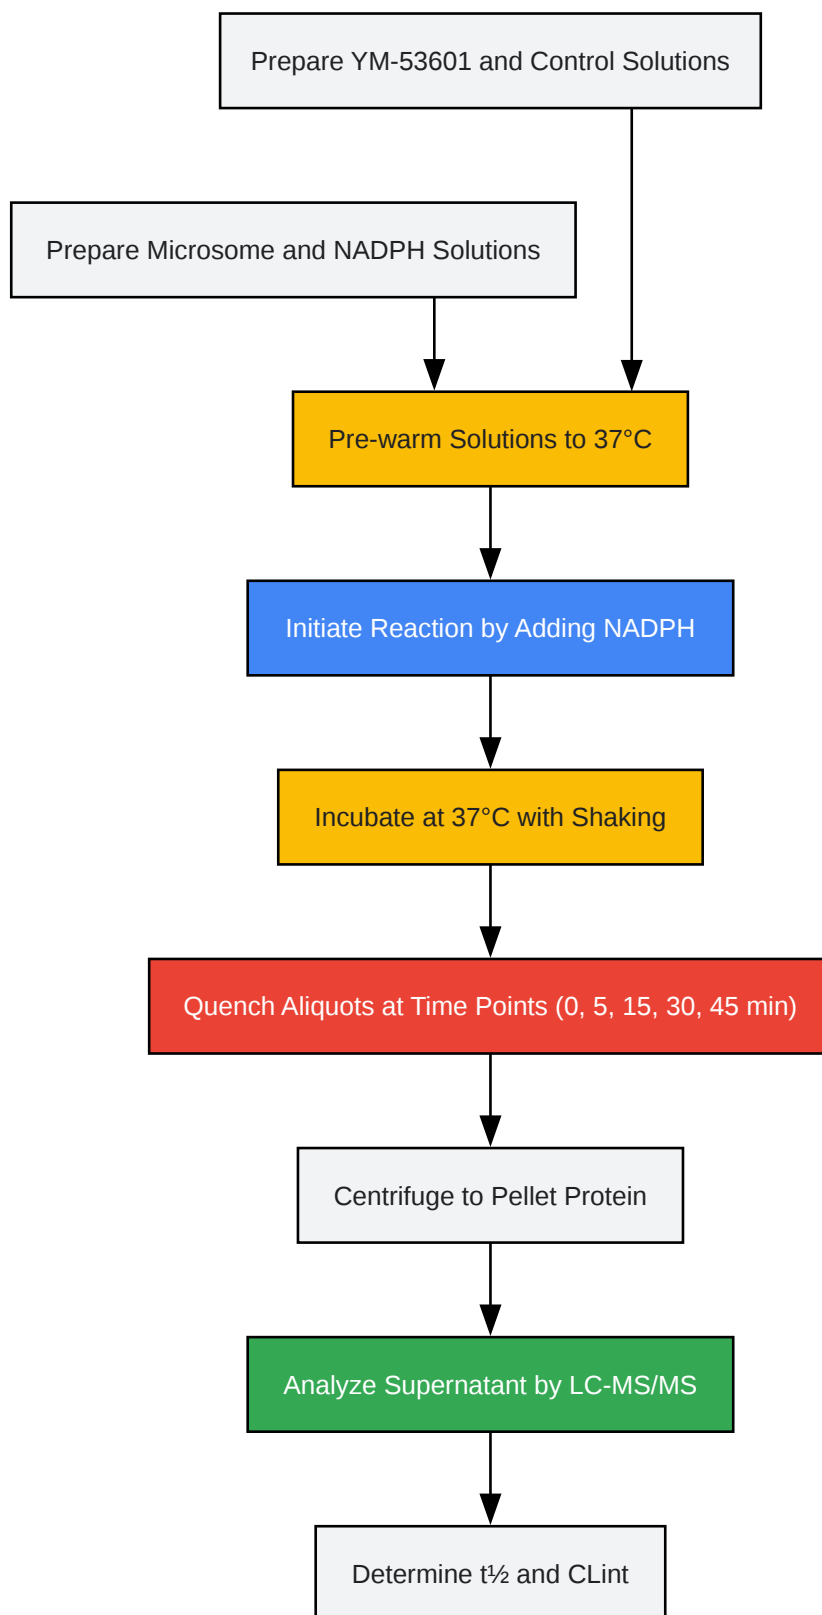 Prepare YM-53601 and Control Solutions
Prepare Microsome and NADPH Solutions
Pre-warm Solutions to 37°C
Initiate Reaction by Adding NADPH
Incubate at 37°C with Shaking
Quench Aliquots at Time Points (0, 5, 15, 30, 45 min)
Centrifuge to Pellet Protein
Analyze Supernatant by LC-MS/MS
Determine t½ and CLint